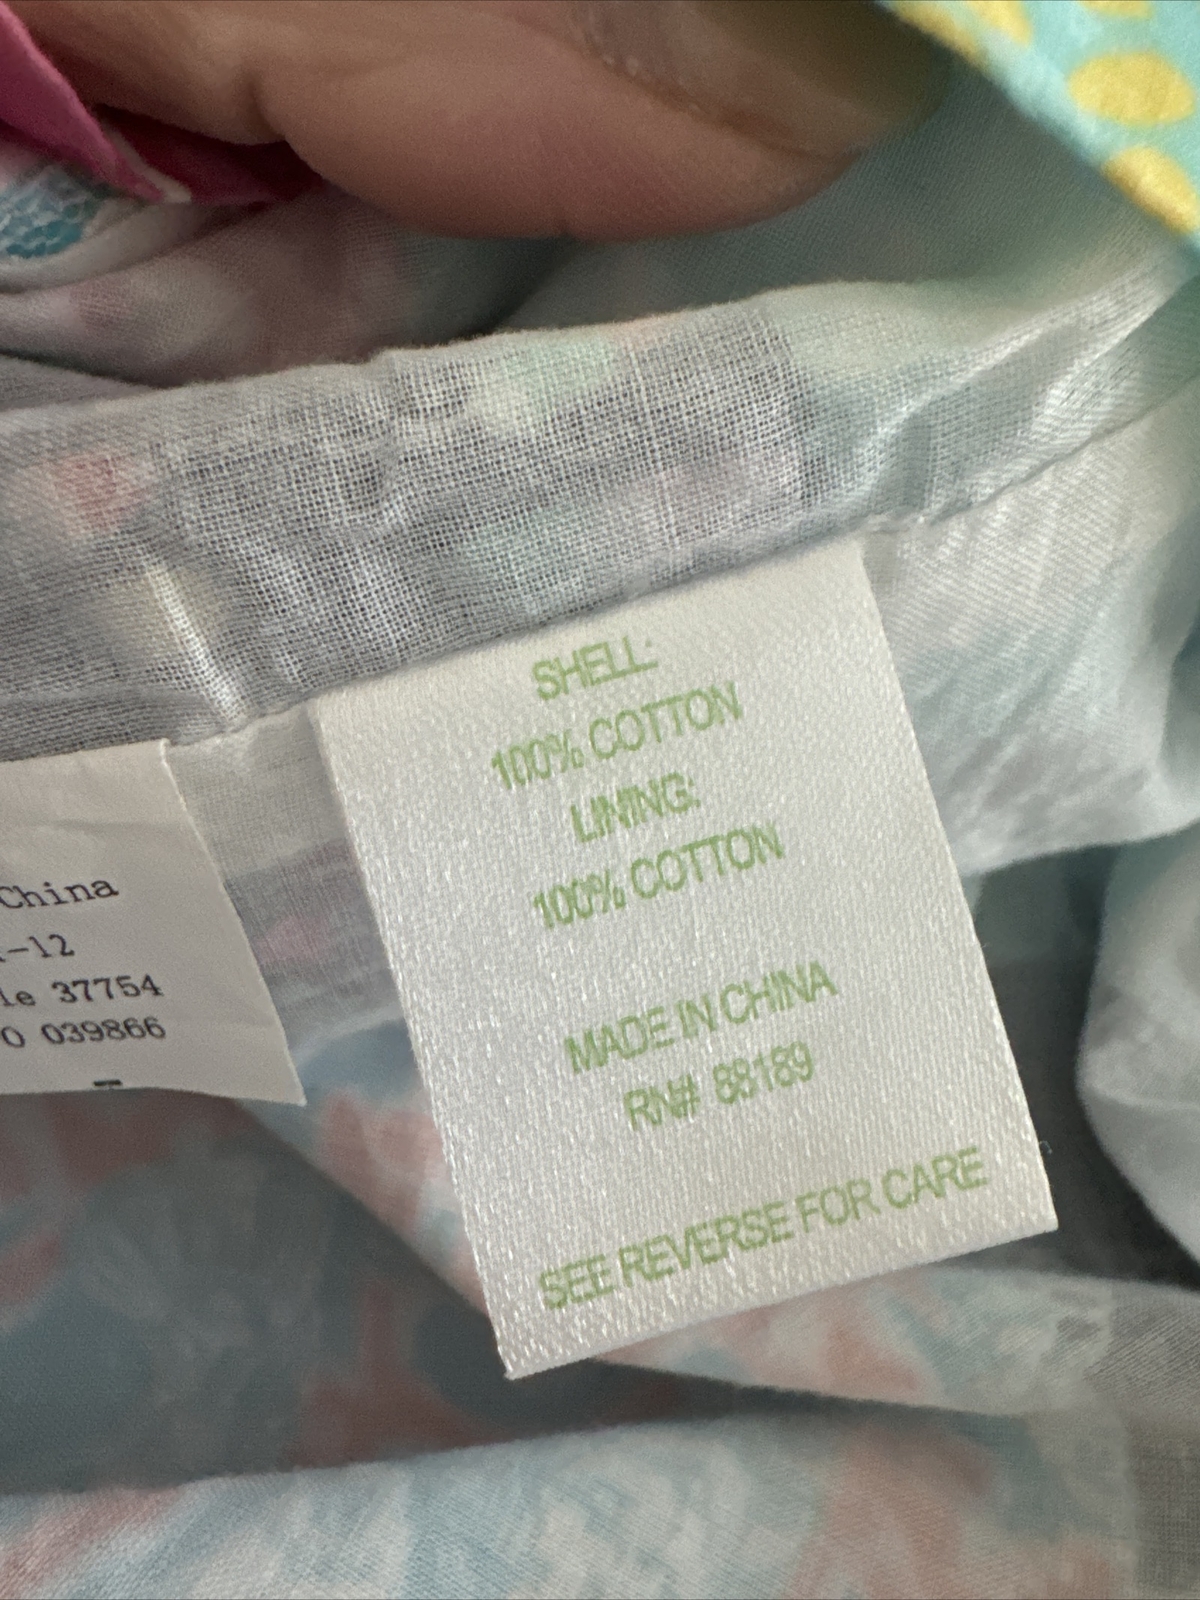 SHELL:
100% COTTON
LINING:
100% COTTON
MADE IN CHINA
RN# 88189
SEE REVERSE FOR CARE
China
-12
le 37754
O 039866